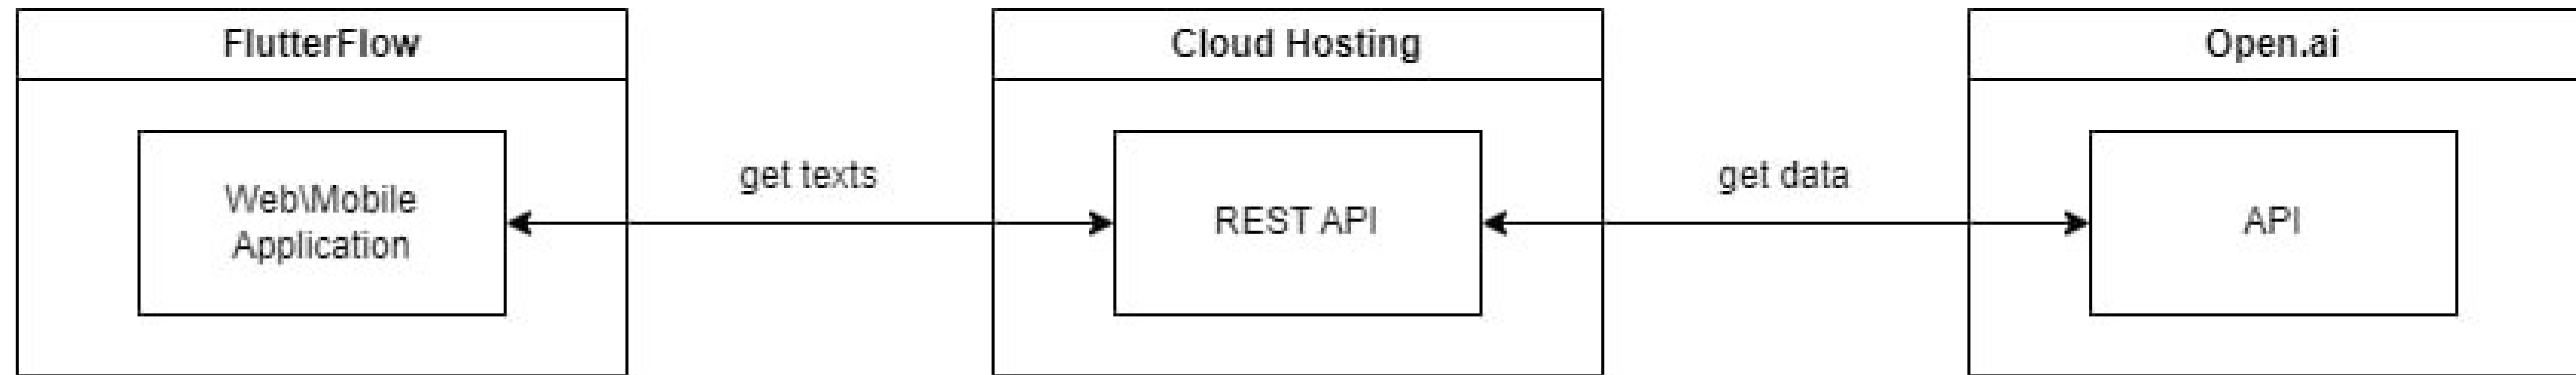 FlutterFlow
Cloud Hosting
Open.ai
Web\Mobile
Application
get texts
REST API
get data
API